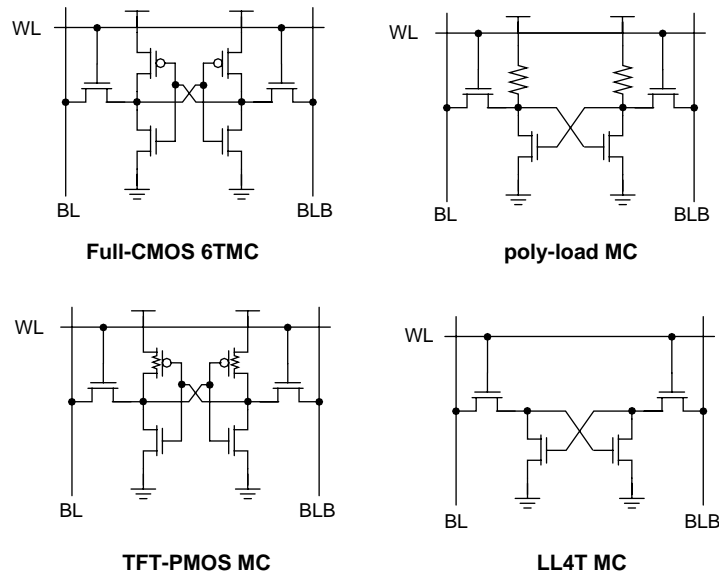 WL
BL
BLB
Full-CMOS 6TMC
WL
BL
BLB
poly-load MC
WL
BL
BLB
TFT-PMOS MC
WL
BL
BLB
LL4T MC